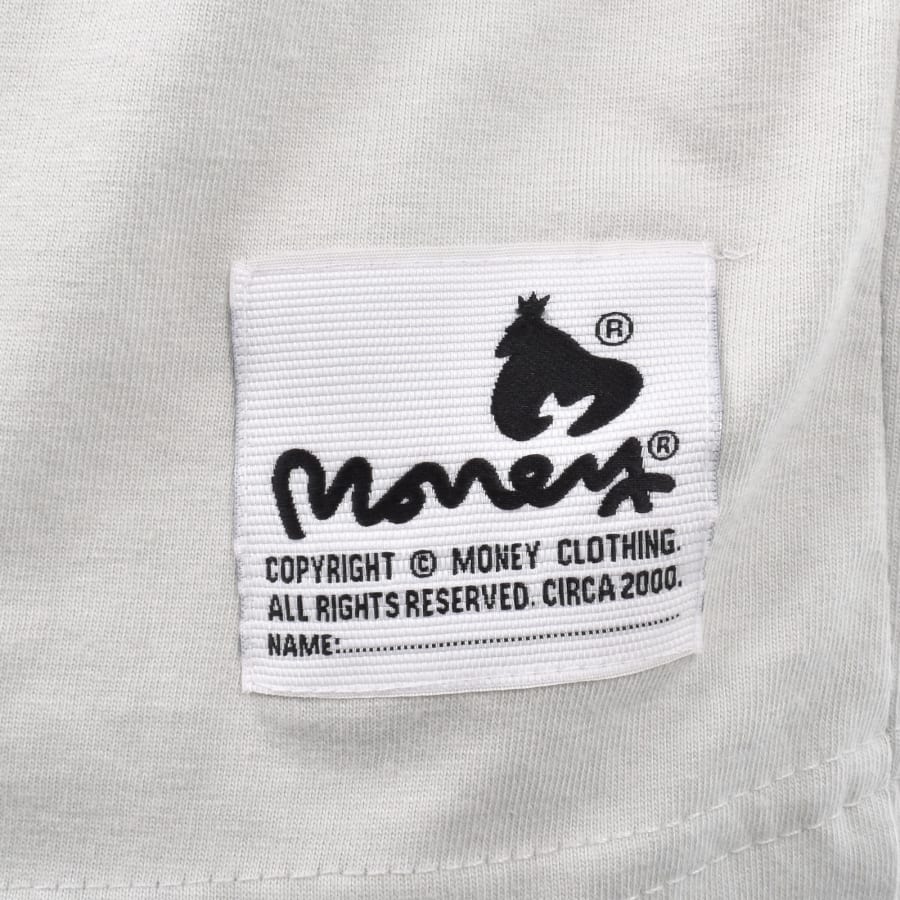 ®
Money®
COPYRIGHT © MONEY CLOTHING.
ALL RIGHTS RESERVED. CIRCA 2000.
NAME:................................................